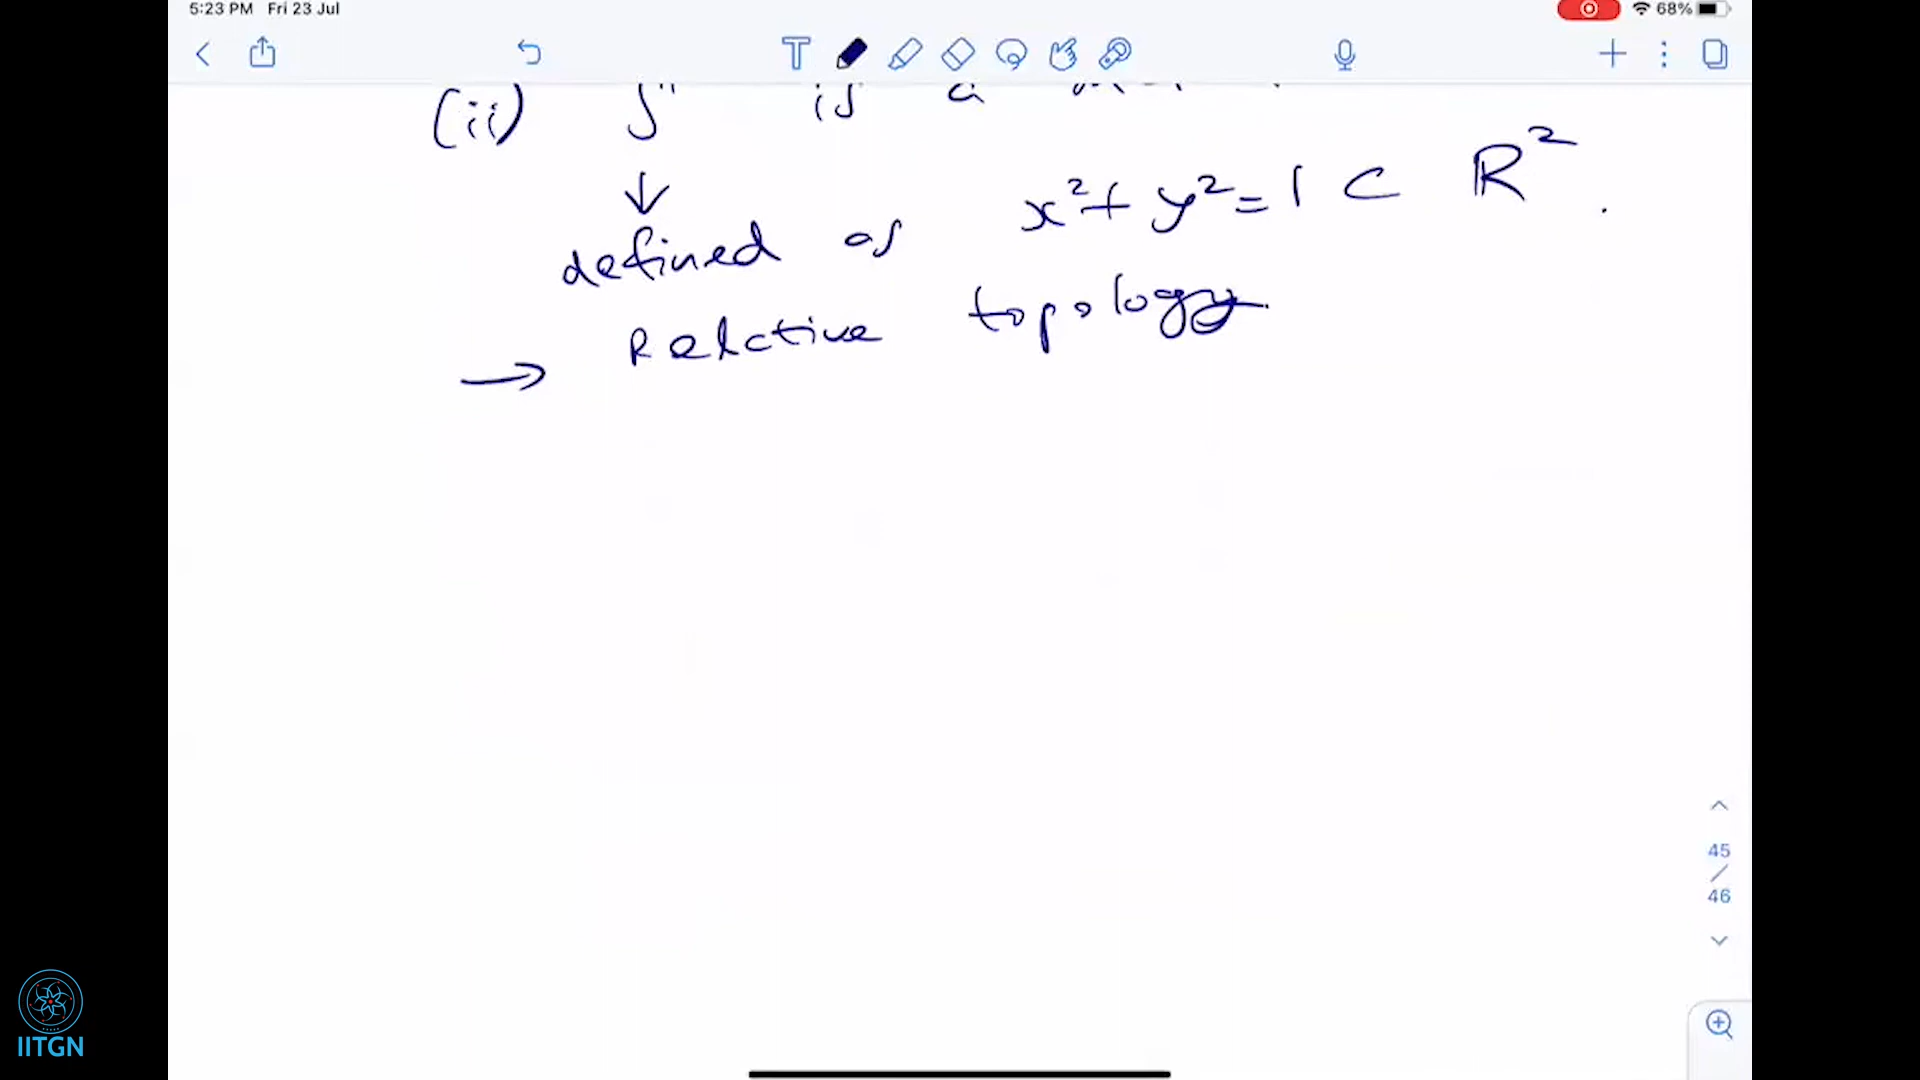 5:23 PM Fri 23 Jul
68%
(ii) is a
defined as x²+y²=1 ⊂ R².
→ Relative topology.
45
/
46
IITGN